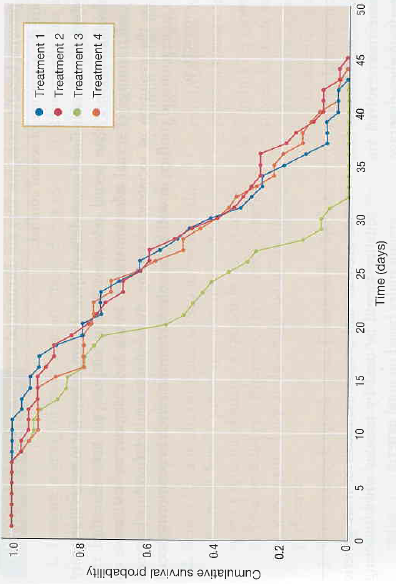 Cumulative survival probability
1.0
0.8
0.6
0.4
0.2
0
Treatment 1
Treatment 2
Treatment 3
Treatment 4
0 5 10 15 20 25 30 35 40 45 50
Time (days)